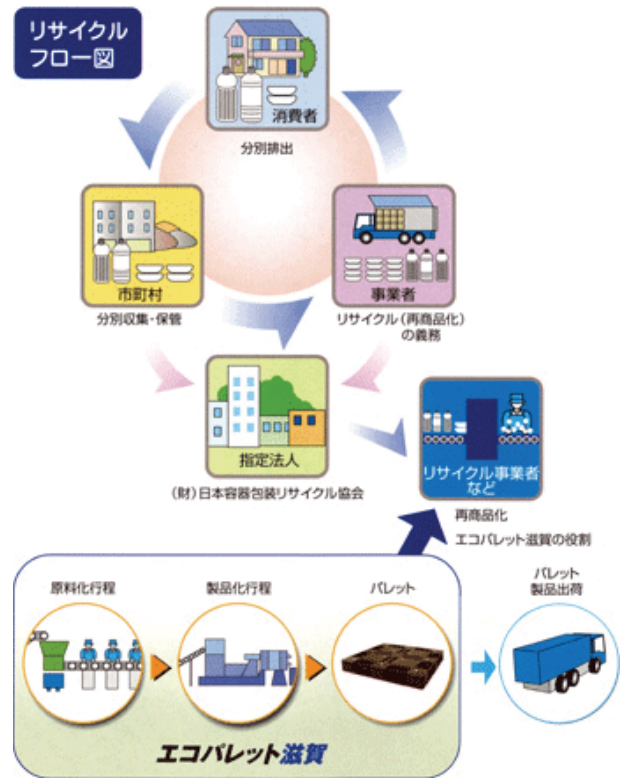 リサイクル
フロー図
消費者
分別排出
市町村
分別収集・保管
事業者
リサイクル（再商品化）
の義務
指定法人
（財）日本容器包装リサイクル協会
リサイクル事業者
など
再商品化
エコパレット滋賀の役割
原料化行程
製品化行程
パレット
パレット
製品出荷
エコパレット滋賀